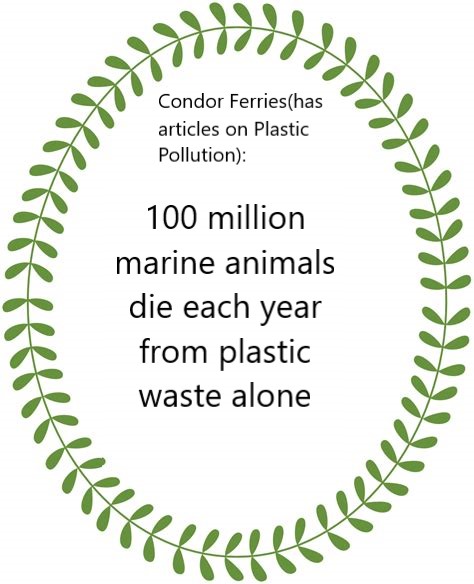 Condor Ferries(has
articles on Plastic
Pollution):
100 million
marine animals
die each year
from plastic
waste alone